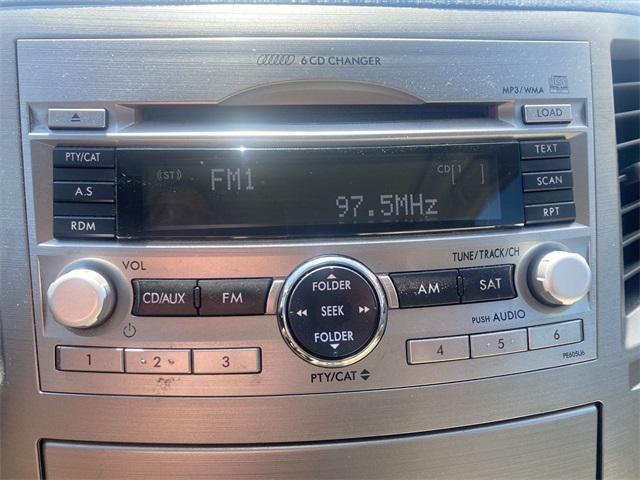 6 CD CHANGER
MP3/WMA
LOAD
PTY/CAT
A.S
RDM
((ST))
FM1
CD[1 ]
97.5MHz
TEXT
SCAN
RPT
VOL
TUNE/TRACK/CH
CD/AUX
FM
FOLDER
SEEK
FOLDER
AM
SAT
PUSH AUDIO
1
2
3
4
5
6
PTY/CAT
PE605U6